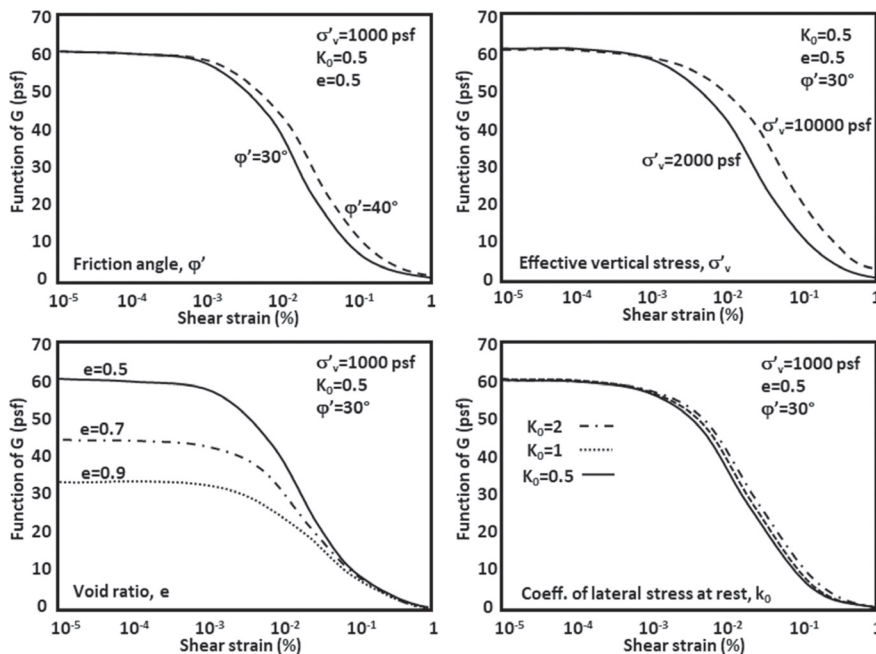 70
60
50
40
30
20
10
0
Function of G (psf)
σ'ᵥ=1000 psf
K₀=0.5
e=0.5
φ'=30°
φ'=40°
Friction angle, φ'
10⁻⁵
10⁻⁴
10⁻³
10⁻²
10⁻¹
1
Shear strain (%)
70
60
50
40
30
20
10
0
Function of G (psf)
K₀=0.5
e=0.5
φ'=30°
σ'ᵥ=10000 psf
σ'ᵥ=2000 psf
Effective vertical stress, σ'ᵥ
10⁻⁵
10⁻⁴
10⁻³
10⁻²
10⁻¹
1
Shear strain (%)
70
60
50
40
30
20
10
0
Function of G (psf)
e=0.5
e=0.7
e=0.9
σ'ᵥ=1000 psf
K₀=0.5
φ'=30°
Void ratio, e
10⁻⁵
10⁻⁴
10⁻³
10⁻²
10⁻¹
1
Shear strain (%)
70
60
50
40
30
20
10
0
Function of G (psf)
σ'ᵥ=1000 psf
e=0.5
φ'=30°
K₀=2
K₀=1
K₀=0.5
Coeff. of lateral stress at rest, k₀
10⁻⁵
10⁻⁴
10⁻³
10⁻²
10⁻¹
1
Shear strain (%)